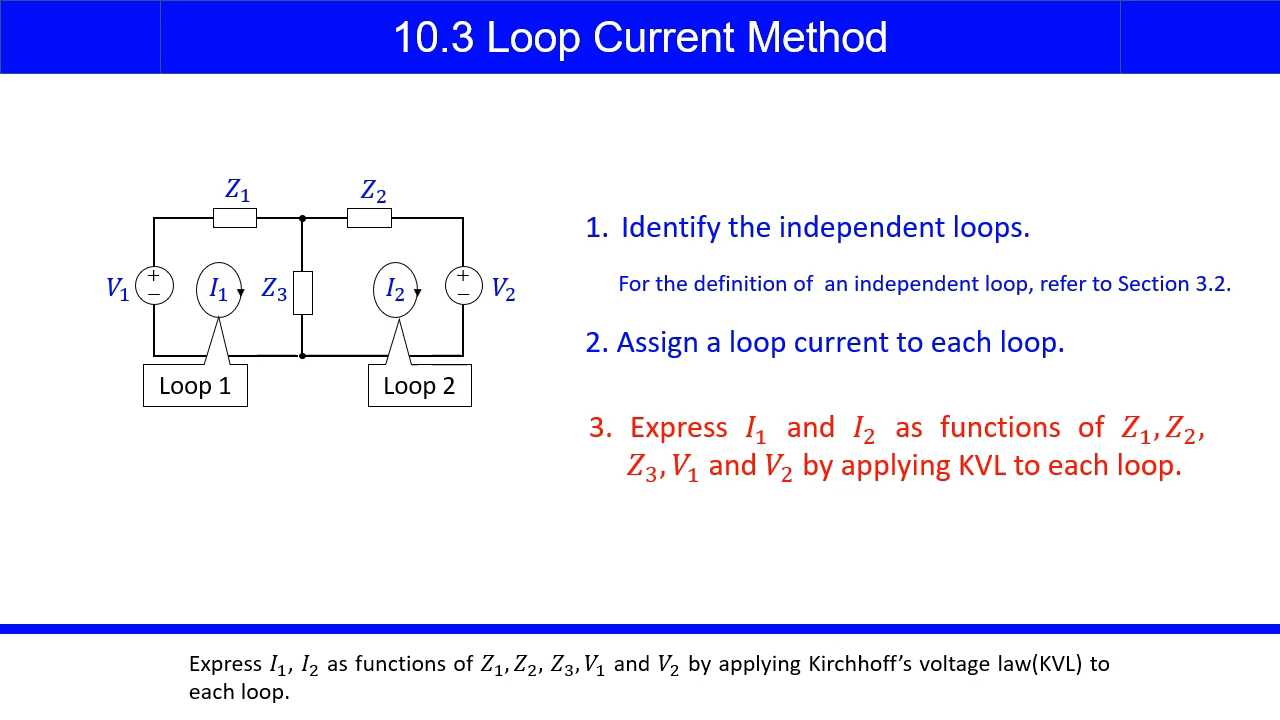 10.3 Loop Current Method
Z₁ Z₂
V₁ + − I₁ Z₃ I₂ + − V₂
Loop 1 Loop 2
1. Identify the independent loops.
For the definition of an independent loop, refer to Section 3.2.
2. Assign a loop current to each loop.
3. Express I₁ and I₂ as functions of Z₁, Z₂,
Z₃, V₁ and V₂ by applying KVL to each loop.
Express I₁, I₂ as functions of Z₁, Z₂, Z₃, V₁ and V₂ by applying Kirchhoff’s voltage law(KVL) to
each loop.